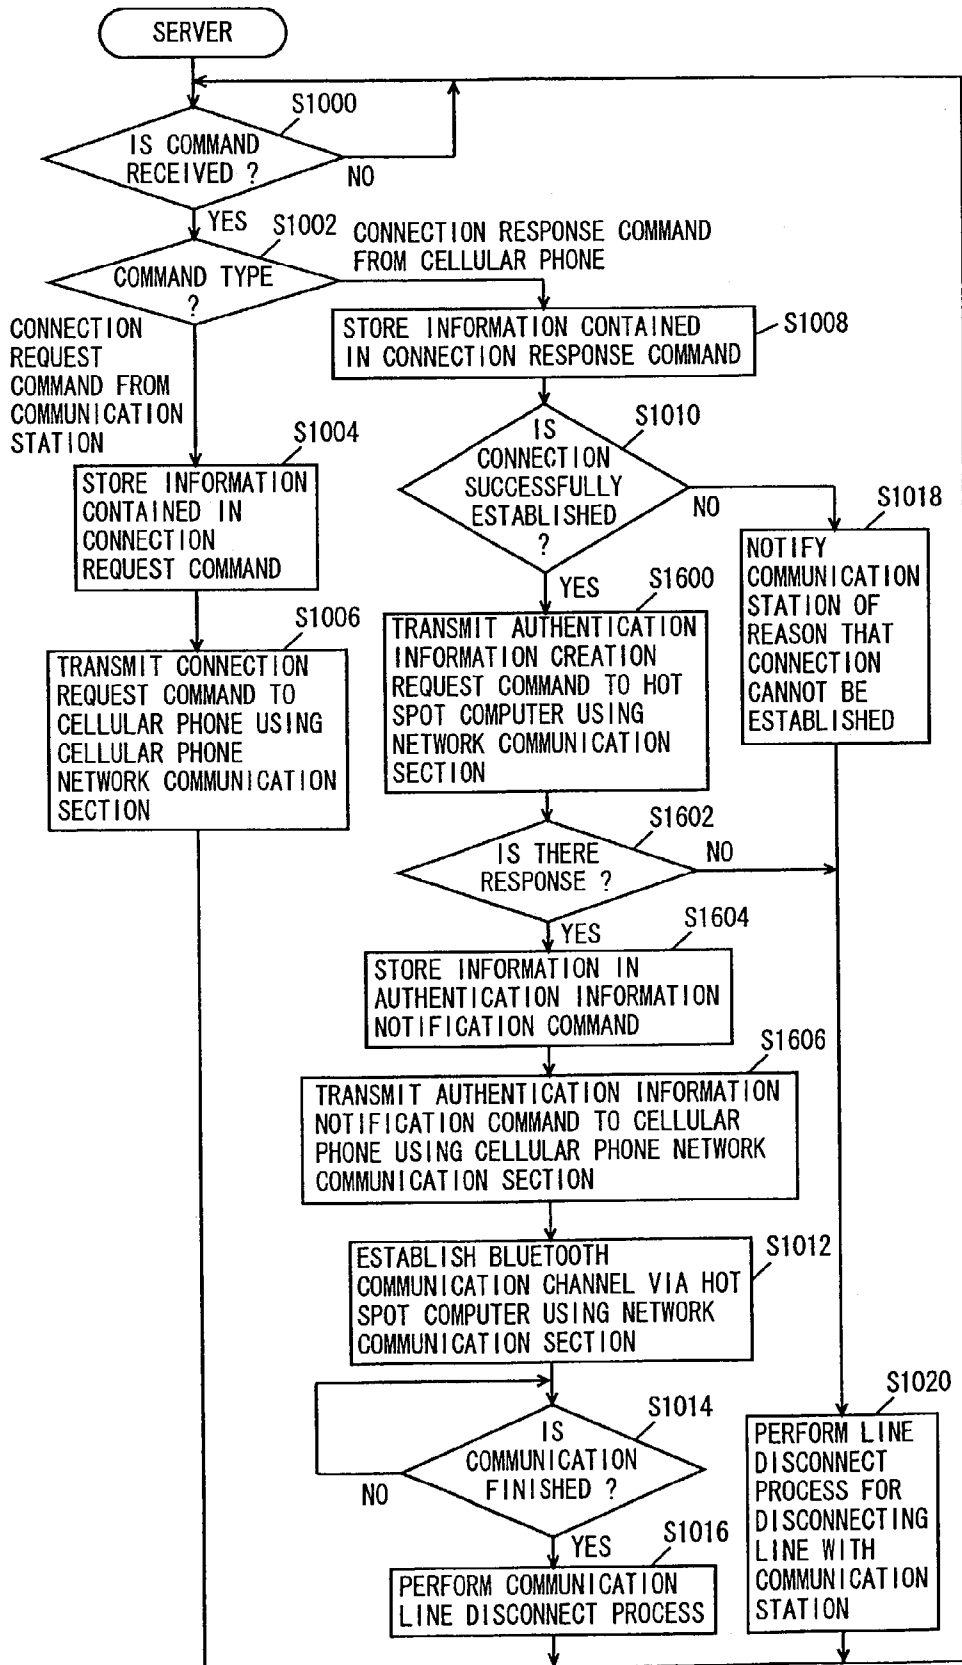 SERVER
S1000
IS COMMAND
RECEIVED ?
NO
YES
S1002
CONNECTION RESPONSE COMMAND
FROM CELLULAR PHONE
COMMAND TYPE
?
CONNECTION
REQUEST
COMMAND FROM
COMMUNICATION
STATION
S1008
STORE INFORMATION CONTAINED
IN CONNECTION RESPONSE COMMAND
S1004
STORE INFORMATION
CONTAINED IN
CONNECTION
REQUEST COMMAND
S1010
IS
CONNECTION
SUCCESSFULLY
ESTABLISHED
?
NO
YES
S1018
NOTIFY
COMMUNICATION
STATION OF
REASON THAT
CONNECTION
CANNOT BE
ESTABLISHED
S1006
TRANSMIT CONNECTION
REQUEST COMMAND TO
CELLULAR PHONE USING
CELLULAR PHONE
NETWORK COMMUNICATION
SECTION
S1600
TRANSMIT AUTHENTICATION
INFORMATION CREATION
REQUEST COMMAND TO HOT
SPOT COMPUTER USING
NETWORK COMMUNICATION
SECTION
S1602
IS THERE
RESPONSE ?
NO
YES
S1604
STORE INFORMATION IN
AUTHENTICATION INFORMATION
NOTIFICATION COMMAND
S1606
TRANSMIT AUTHENTICATION INFORMATION
NOTIFICATION COMMAND TO CELLULAR
PHONE USING CELLULAR PHONE NETWORK
COMMUNICATION SECTION
S1012
ESTABLISH BLUETOOTH
COMMUNICATION CHANNEL VIA HOT
SPOT COMPUTER USING NETWORK
COMMUNICATION SECTION
S1014
IS
COMMUNICATION
FINISHED ?
NO
YES
S1016
PERFORM COMMUNICATION
LINE DISCONNECT PROCESS
S1020
PERFORM LINE
DISCONNECT
PROCESS FOR
DISCONNECTING
LINE WITH
COMMUNICATION
STATION